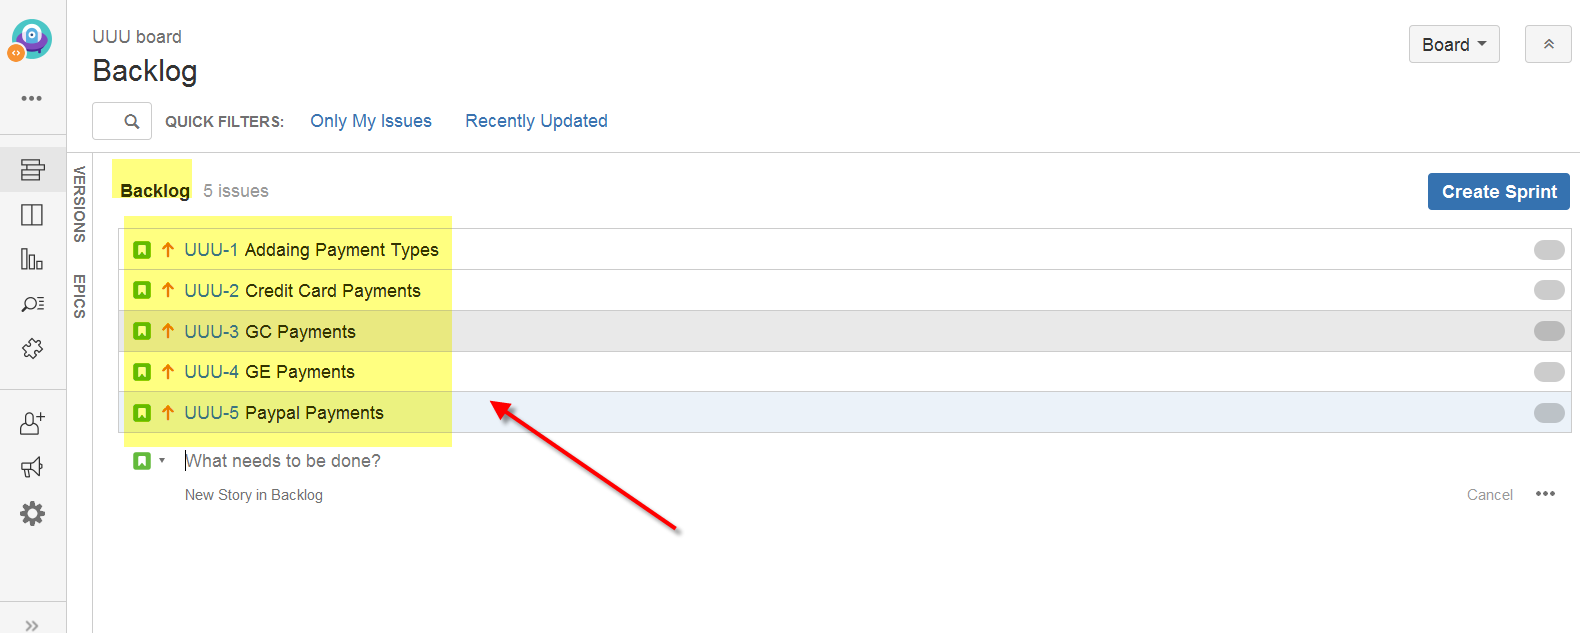 UUU board
Board
Backlog
QUICK FILTERS: Only My Issues Recently Updated
VERSIONS
EPICS
Backlog 5 issues
Create Sprint
UUU-1 Addaing Payment Types
UUU-2 Credit Card Payments
UUU-3 GC Payments
UUU-4 GE Payments
UUU-5 Paypal Payments
What needs to be done?
New Story in Backlog
Cancel